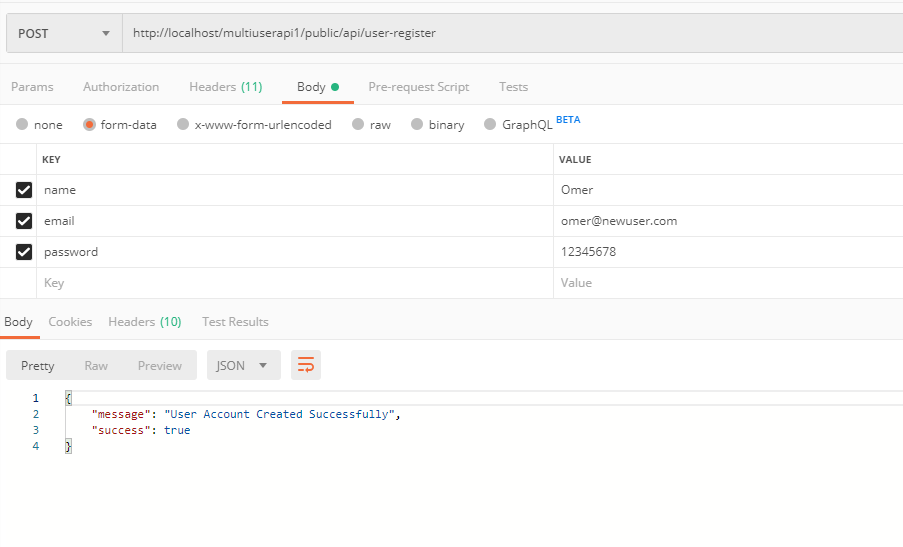 POST http://localhost/multiuserapi1/public/api/user-register
Params Authorization Headers (11) Body Pre-request Script Tests
none form-data x-www-form-urlencoded raw binary GraphQL BETA
KEY VALUE
name Omer
email omer@newuser.com
password 12345678
Key Value
Body Cookies Headers (10) Test Results
Pretty Raw Preview JSON
1 {
2 "message": "User Account Created Successfully",
3 "success": true
4 }